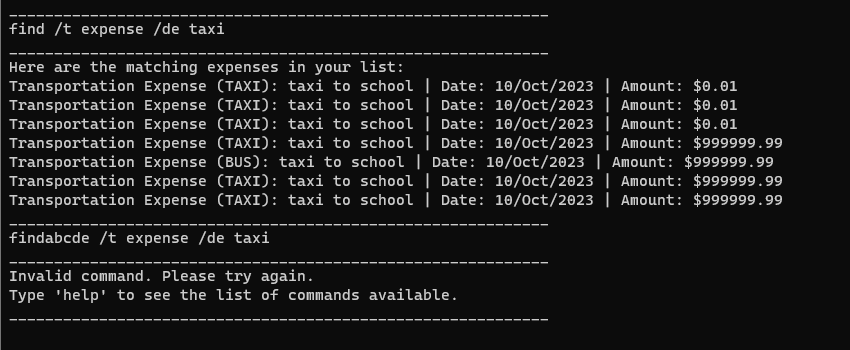 ____________________________________________________________
find /t expense /de taxi
____________________________________________________________
Here are the matching expenses in your list:
Transportation Expense (TAXI): taxi to school | Date: 10/Oct/2023 | Amount: $0.01
Transportation Expense (TAXI): taxi to school | Date: 10/Oct/2023 | Amount: $0.01
Transportation Expense (TAXI): taxi to school | Date: 10/Oct/2023 | Amount: $0.01
Transportation Expense (TAXI): taxi to school | Date: 10/Oct/2023 | Amount: $999999.99
Transportation Expense (BUS): taxi to school | Date: 10/Oct/2023 | Amount: $999999.99
Transportation Expense (TAXI): taxi to school | Date: 10/Oct/2023 | Amount: $999999.99
Transportation Expense (TAXI): taxi to school | Date: 10/Oct/2023 | Amount: $999999.99
____________________________________________________________
findabcde /t expense /de taxi
____________________________________________________________
Invalid command. Please try again.
Type 'help' to see the list of commands available.
____________________________________________________________